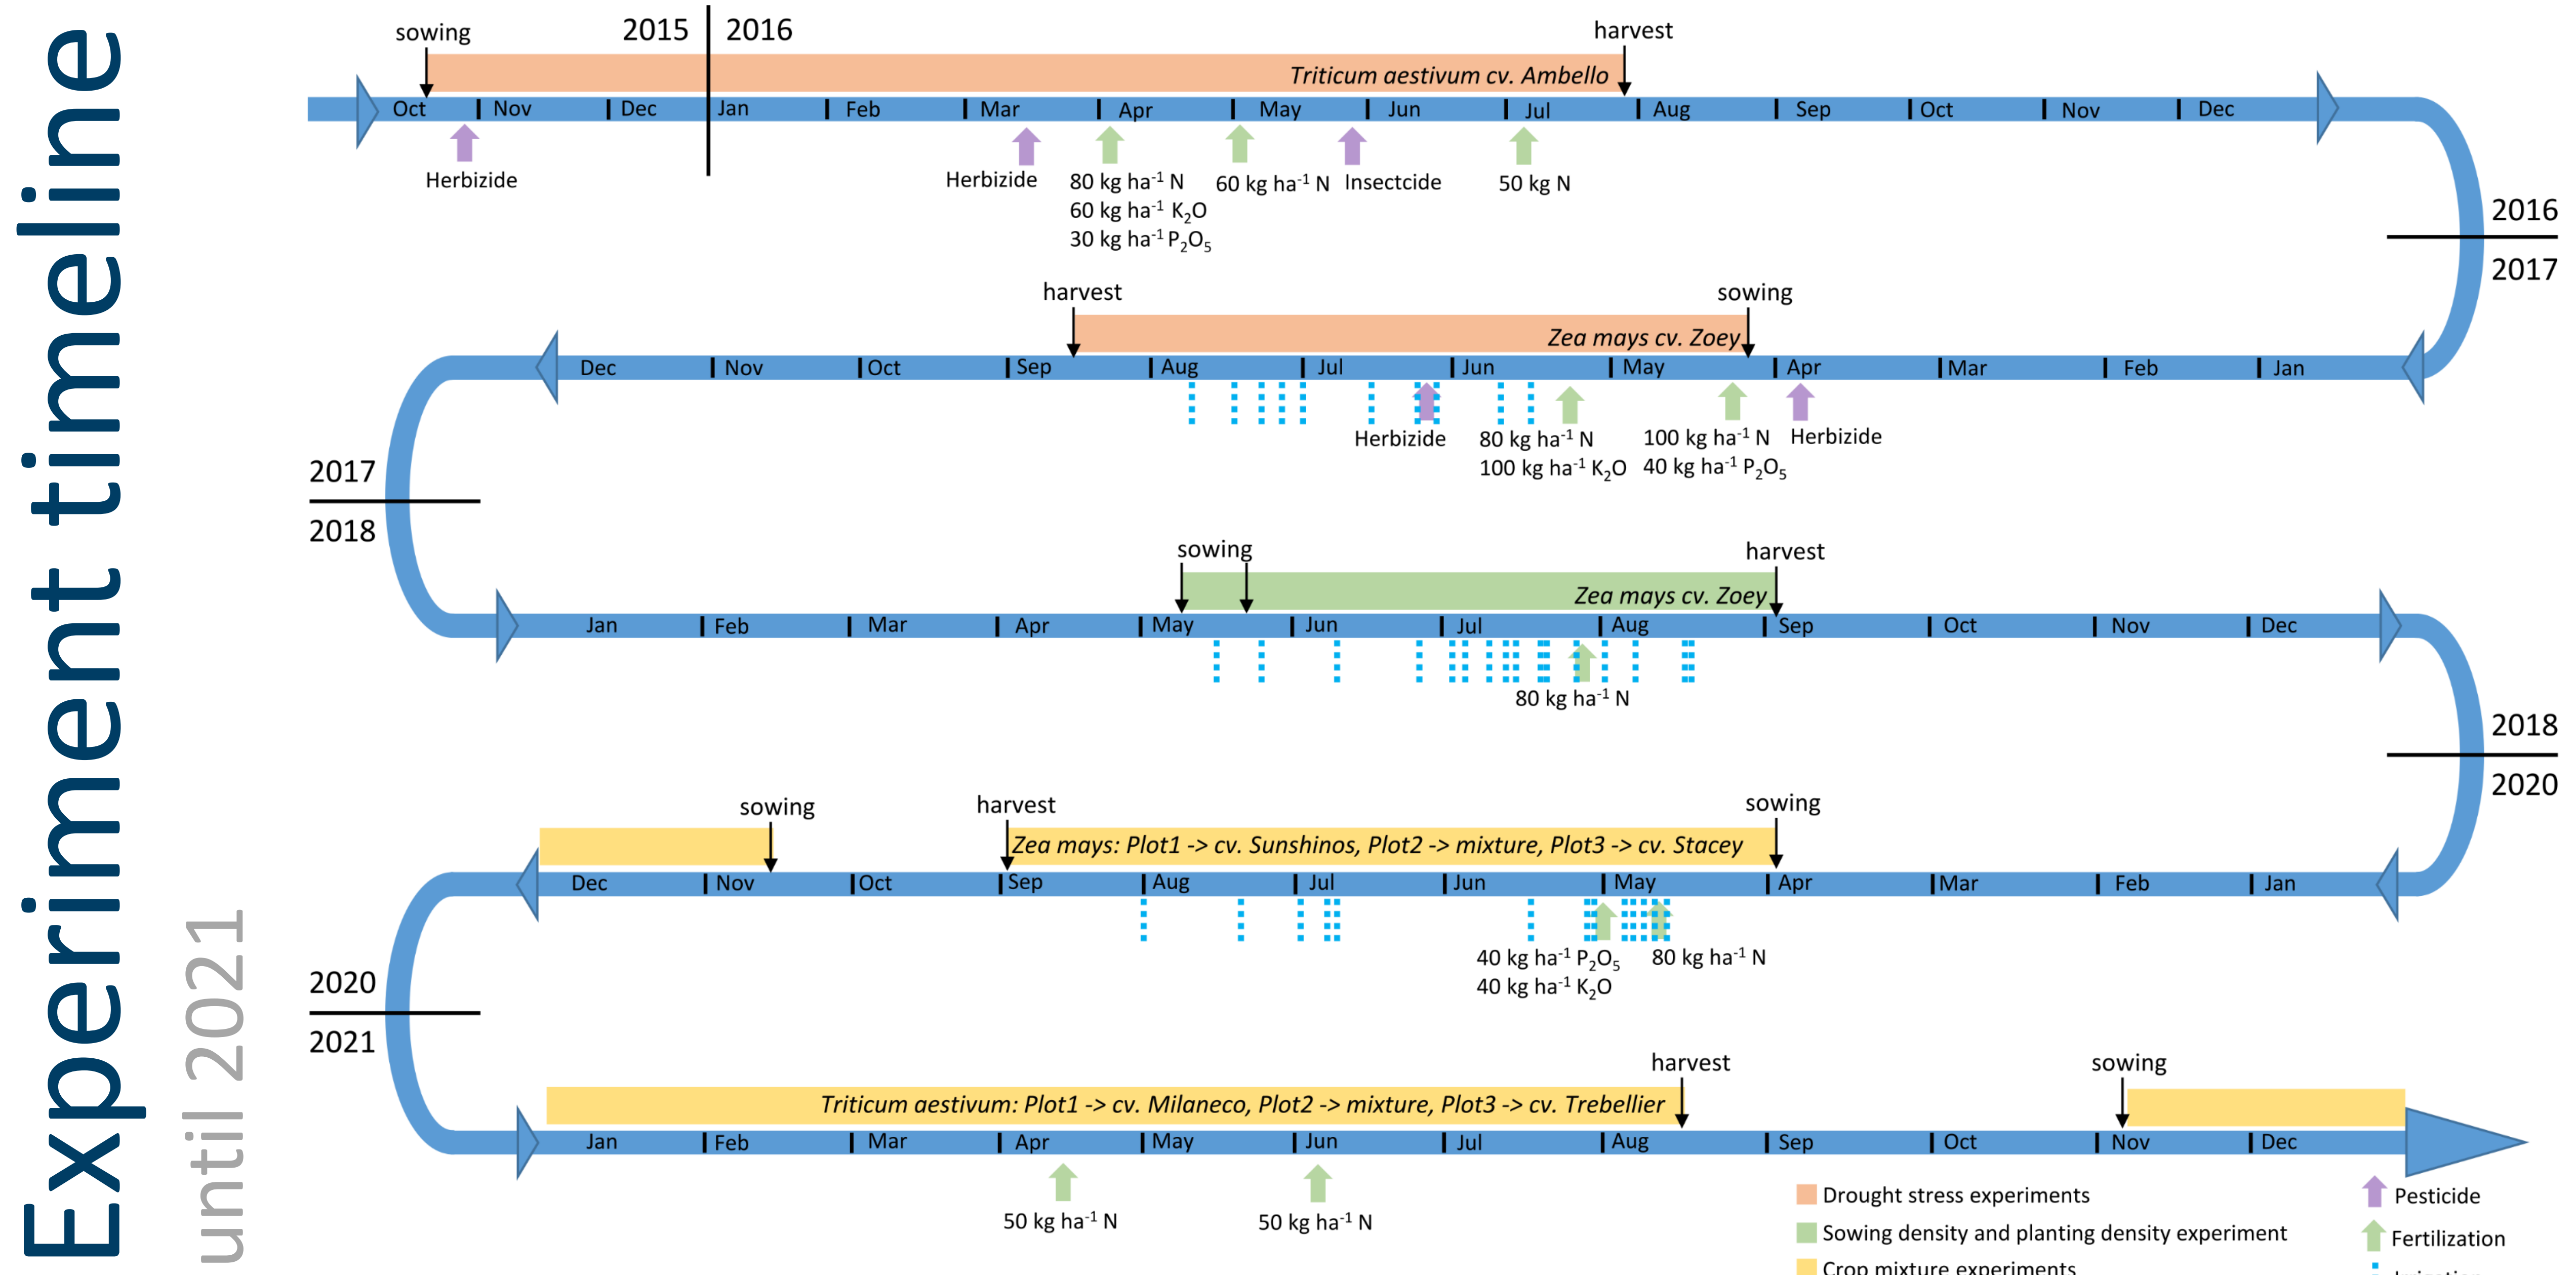 Experiment timeline
until 2021
sowing
2015
2016
harvest
Triticum aestivum cv. Ambello
Oct Nov Dec Jan Feb Mar Apr May Jun Jul Aug Sep Oct Nov Dec
Herbizide
Herbizide
80 kg ha⁻¹ N
60 kg ha⁻¹ K₂O
30 kg ha⁻¹ P₂O₅
60 kg ha⁻¹ N
Insectcide
50 kg N
2016
2017
harvest
sowing
Zea mays cv. Zoey
Dec Nov Oct Sep Aug Jul Jun May Apr Mar Feb Jan
Herbizide
80 kg ha⁻¹ N
100 kg ha⁻¹ K₂O
100 kg ha⁻¹ N
40 kg ha⁻¹ P₂O₅
Herbizide
2017
2018
sowing
harvest
Zea mays cv. Zoey
Jan Feb Mar Apr May Jun Jul Aug Sep Oct Nov Dec
80 kg ha⁻¹ N
2018
2020
sowing
harvest
sowing
Zea mays: Plot1 -> cv. Sunshinos, Plot2 -> mixture, Plot3 -> cv. Stacey
Dec Nov Oct Sep Aug Jul Jun May Apr Mar Feb Jan
40 kg ha⁻¹ P₂O₅
40 kg ha⁻¹ K₂O
80 kg ha⁻¹ N
2020
2021
harvest
sowing
Triticum aestivum: Plot1 -> cv. Milaneco, Plot2 -> mixture, Plot3 -> cv. Trebellier
Jan Feb Mar Apr May Jun Jul Aug Sep Oct Nov Dec
50 kg ha⁻¹ N
50 kg ha⁻¹ N
Drought stress experiments
Sowing density and planting density experiment
Crop mixture experiments
Pesticide
Fertilization